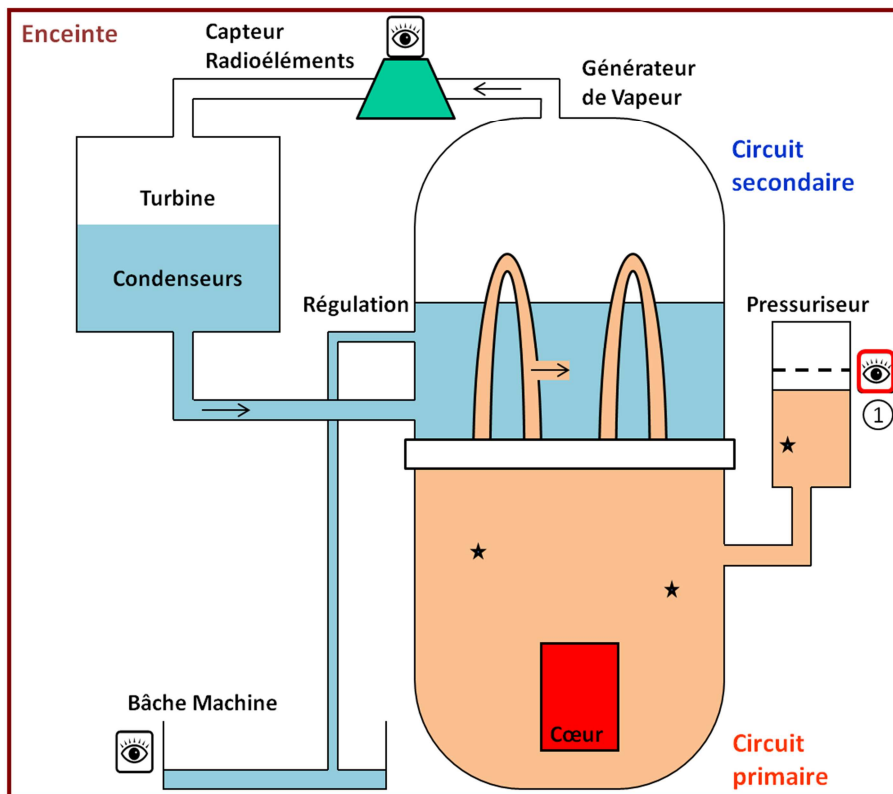 Enceinte
Capteur
Radioéléments
Générateur
de Vapeur
Circuit
secondaire
Turbine
Condenseurs
Régulation
Pressuriseur
1
Bâche Machine
Cœur
Circuit
primaire